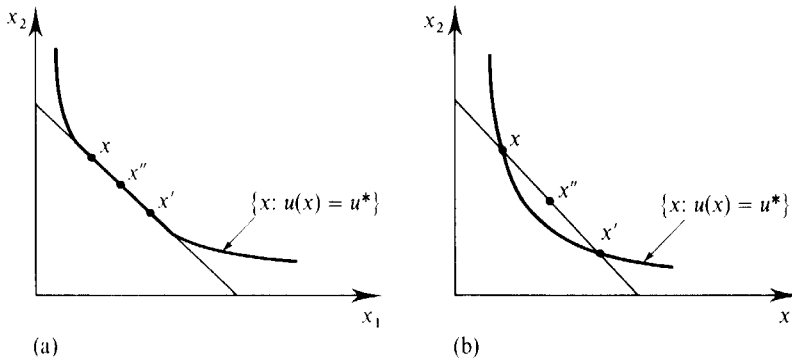 x₂
x
x″
x′
{x: u(x) = u*}
x₁
(a)
x₂
x
x″
x′
{x: u(x) = u*}
x
(b)